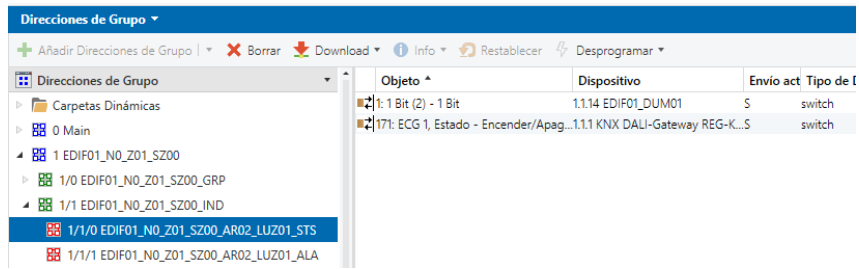 Direcciones de Grupo
Añadir Direcciones de Grupo Borrar Download Info Restablecer Desprogramar
Direcciones de Grupo
Carpetas Dinámicas
0 Main
1 EDIF01_N0_Z01_SZ00
1/0 EDIF01_N0_Z01_SZ00_GRP
1/1 EDIF01_N0_Z01_SZ00_IND
1/1/0 EDIF01_N0_Z01_SZ00_AR02_LUZ01_STS
1/1/1 EDIF01_N0_Z01_SZ00_AR02_LUZ01_ALA
Objeto Dispositivo Envío act Tipo de D
1: 1 Bit (2) - 1 Bit 1.1.14 EDIF01_DUM01 S switch
171: ECG 1, Estado - Encender/Apag... 1.1.1 KNX DALI-Gateway REG-K... S switch